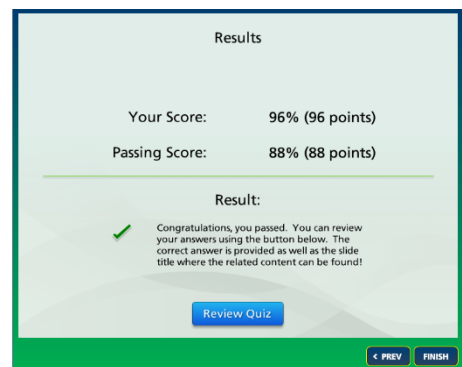 Results
Your Score: 96% (96 points)
Passing Score: 88% (88 points)
Result:
Congratulations, you passed. You can review
your answers using the button below. The
correct answer is provided as well as the slide
title where the related content can be found!
Review Quiz
< PREV FINISH